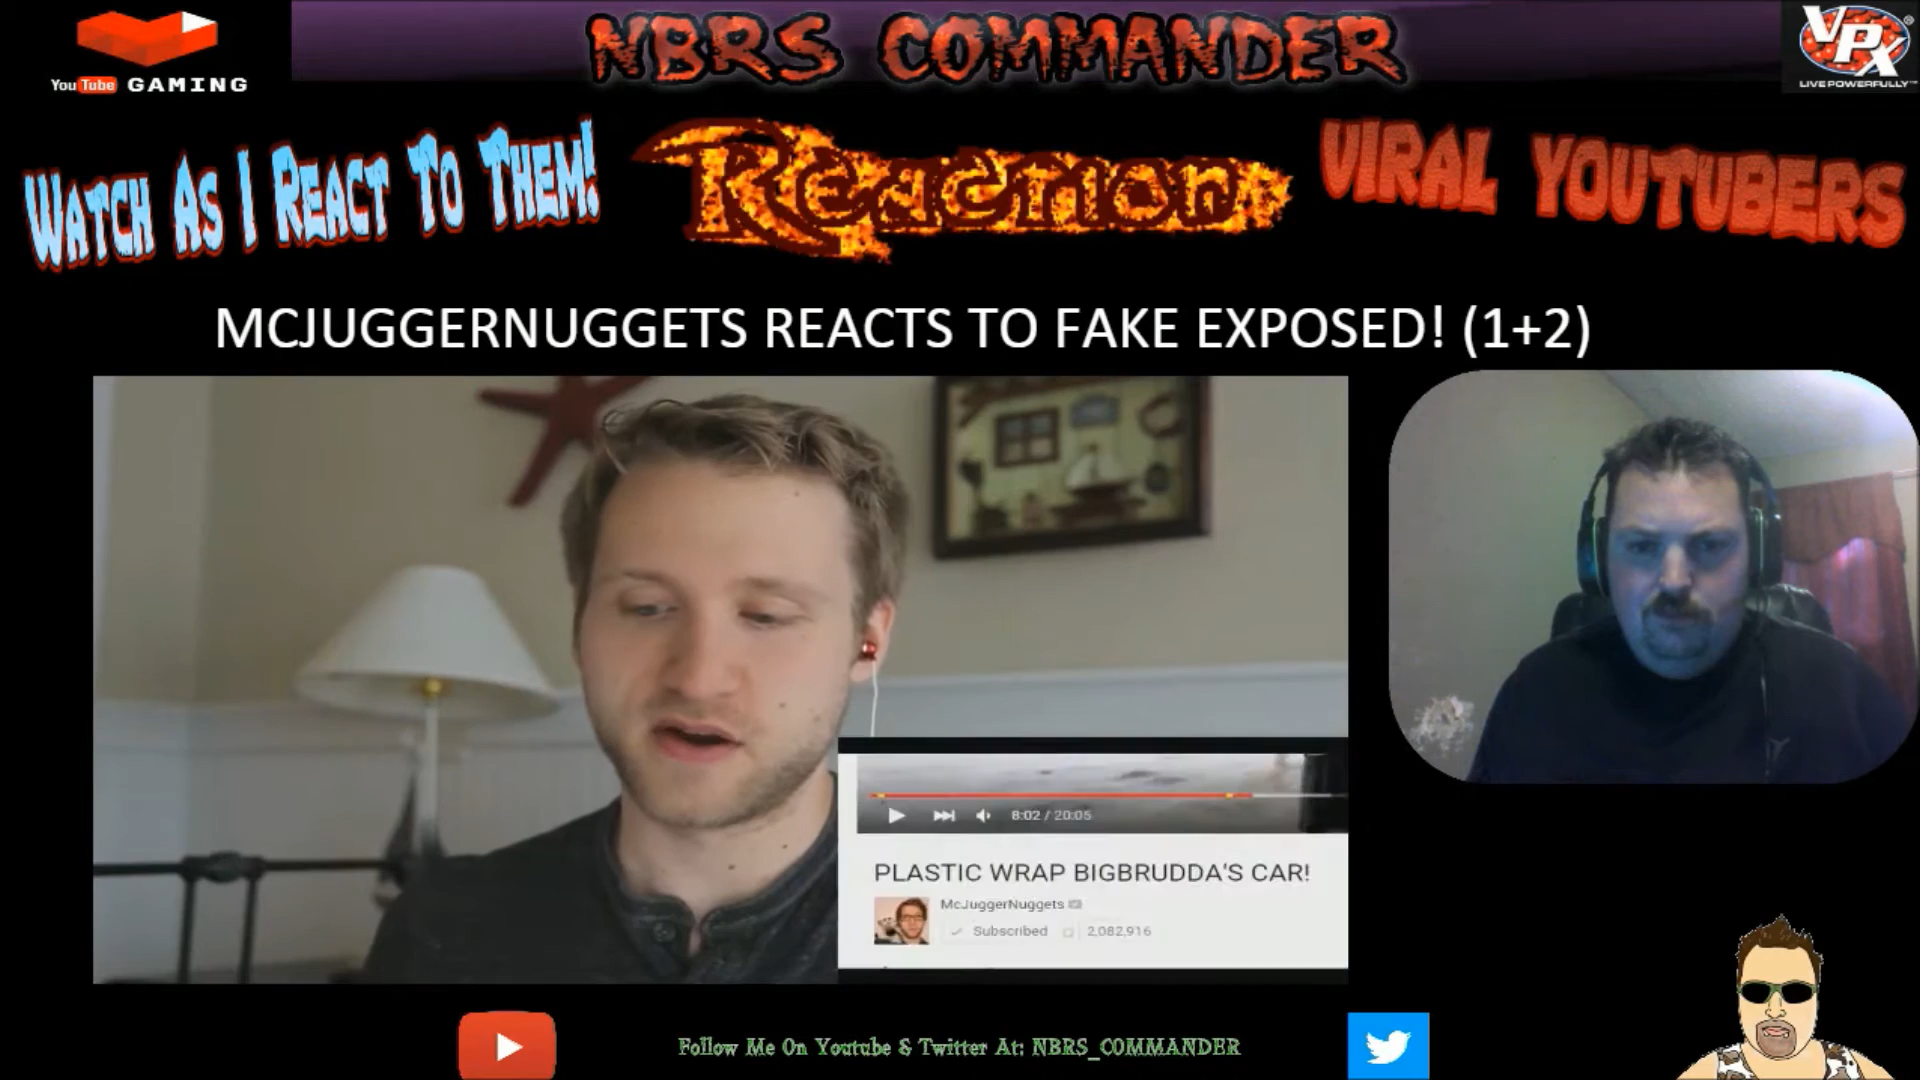 YouTube GAMING
NBRS COMMANDER
VPX
LIVE POWERFULLY
WATCH AS I REACT TO THEM!
Reaction
VIRAL YOUTUBERS
MCJUGGERNUGGETS REACTS TO FAKE EXPOSED! (1+2)
8:02 / 20:05
PLASTIC WRAP BIGBRUDDA'S CAR!
McJuggerNuggets
Subscribed 2,082,916
Follow Me On Youtube & Twitter At: NBRS_COMMANDER